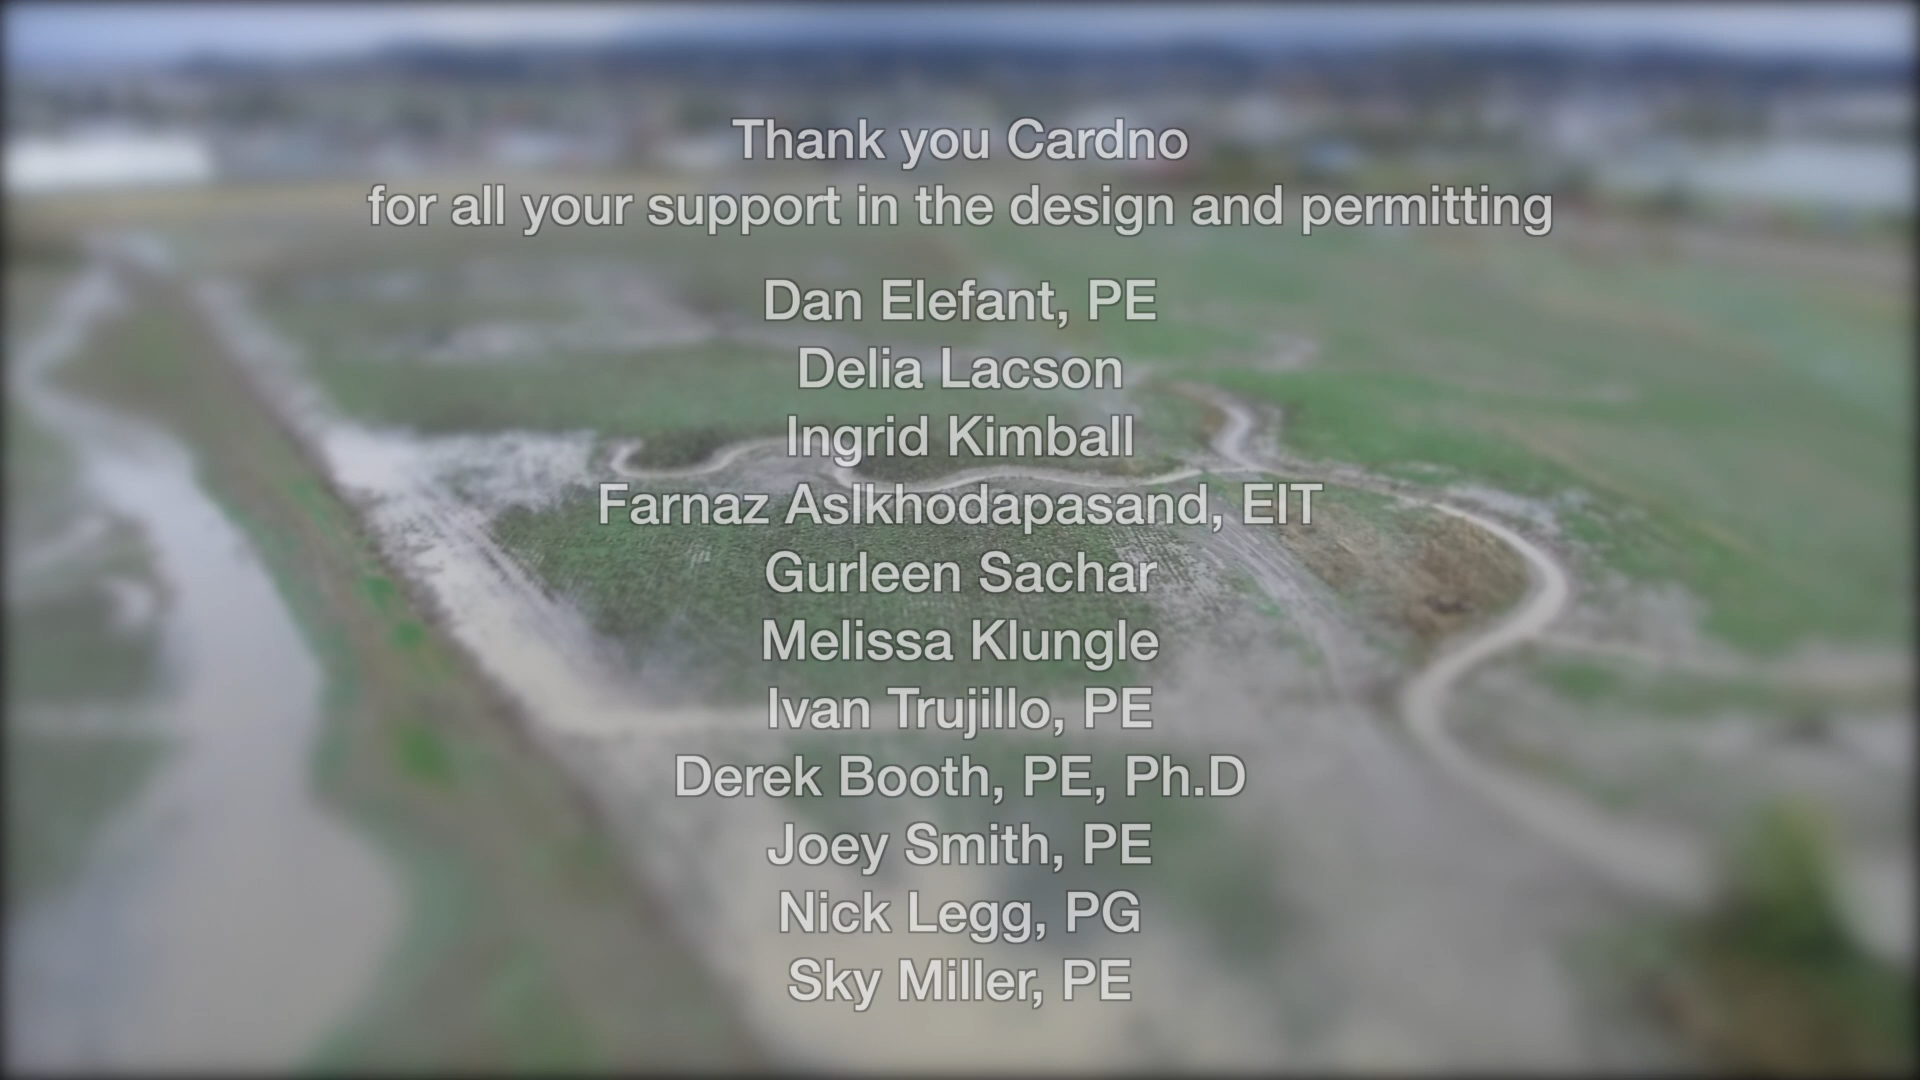 Thank you Cardno
for all your support in the design and permitting
Dan Elefant, PE
Delia Lacson
Ingrid Kimball
Farnaz Aslkhodapasand, EIT
Gurleen Sachar
Melissa Klungle
Ivan Trujillo, PE
Derek Booth, PE, Ph.D
Joey Smith, PE
Nick Legg, PG
Sky Miller, PE